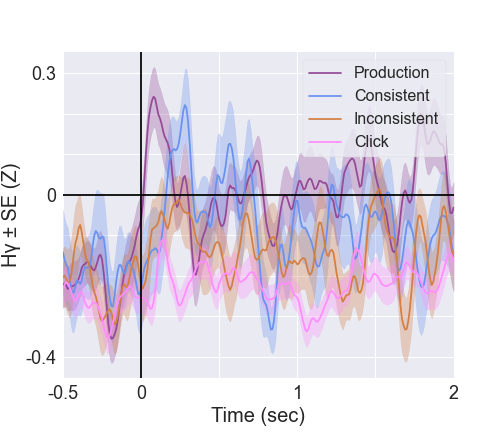 0.3
0
-0.4
Hγ ± SE (Z)
Production
Consistent
Inconsistent
Click
-0.5
0
1
2
Time (sec)